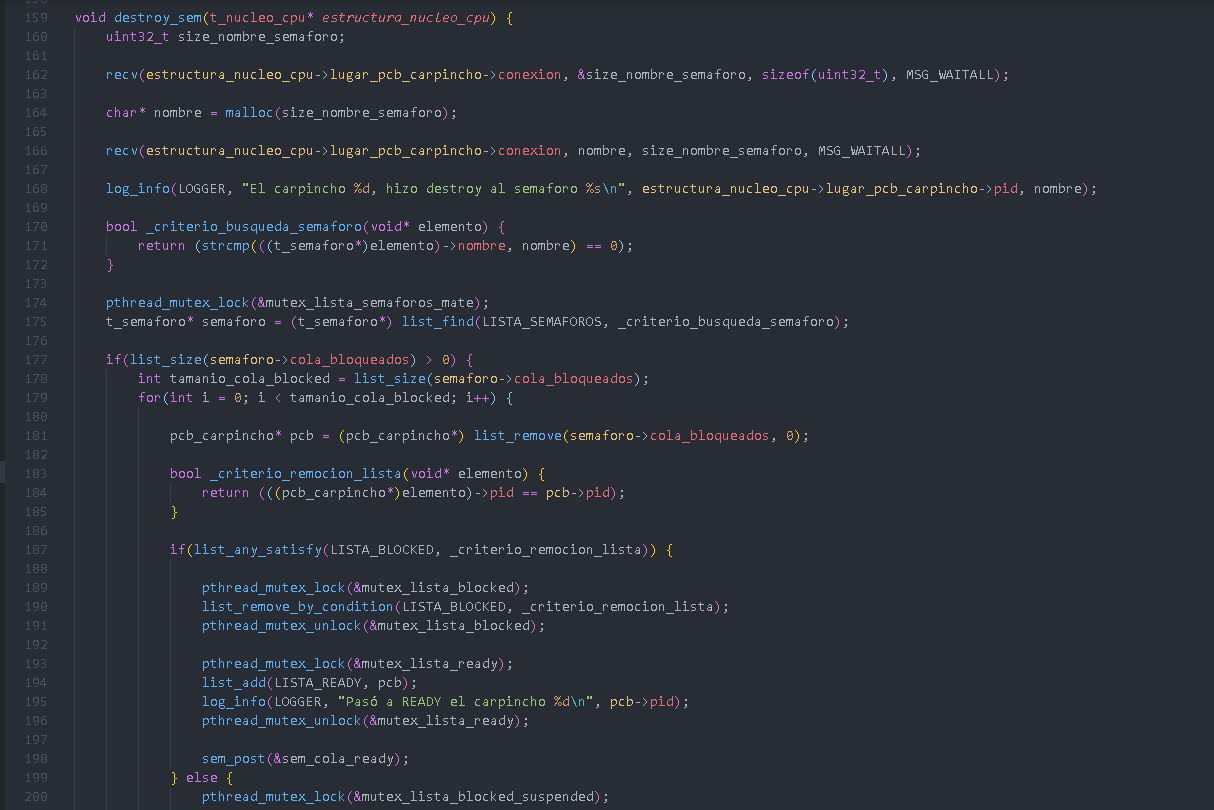 159 void destroy_sem(t_nucleo_cpu* estructura_nucleo_cpu) {
160     uint32_t size_nombre_semaforo;
161
162     recv(estructura_nucleo_cpu->lugar_pcb_carpincho->conexion, &size_nombre_semaforo, sizeof(uint32_t), MSG_WAITALL);
163
164     char* nombre = malloc(size_nombre_semaforo);
165
166     recv(estructura_nucleo_cpu->lugar_pcb_carpincho->conexion, nombre, size_nombre_semaforo, MSG_WAITALL);
167
168     log_info(LOGGER, "El carpincho %d, hizo destroy al semaforo %s\n", estructura_nucleo_cpu->lugar_pcb_carpincho->pid, nombre);
169
170     bool _criterio_busqueda_semaforo(void* elemento) {
171         return (strcmp(((t_semaforo*)elemento)->nombre, nombre) == 0);
172     }
173
174     pthread_mutex_lock(&mutex_lista_semaforos_mate);
175     t_semaforo* semaforo = (t_semaforo*) list_find(LISTA_SEMAFOROS, _criterio_busqueda_semaforo);
176
177     if(list_size(semaforo->cola_bloqueados) > 0) {
178         int tamanio_cola_blocked = list_size(semaforo->cola_bloqueados);
179         for(int i = 0; i < tamanio_cola_blocked; i++) {
180
181             pcb_carpincho* pcb = (pcb_carpincho*) list_remove(semaforo->cola_bloqueados, 0);
182
183             bool _criterio_remocion_lista(void* elemento) {
184                 return (((pcb_carpincho*)elemento)->pid == pcb->pid);
185             }
186
187             if(list_any_satisfy(LISTA_BLOCKED, _criterio_remocion_lista)) {
188
189                 pthread_mutex_lock(&mutex_lista_blocked);
190                 list_remove_by_condition(LISTA_BLOCKED, _criterio_remocion_lista);
191                 pthread_mutex_unlock(&mutex_lista_blocked);
192
193                 pthread_mutex_lock(&mutex_lista_ready);
194                 list_add(LISTA_READY, pcb);
195                 log_info(LOGGER, "Pasó a READY el carpincho %d\n", pcb->pid);
196                 pthread_mutex_unlock(&mutex_lista_ready);
197
198                 sem_post(&sem_cola_ready);
199             } else {
200                 pthread_mutex_lock(&mutex_lista_blocked_suspended);